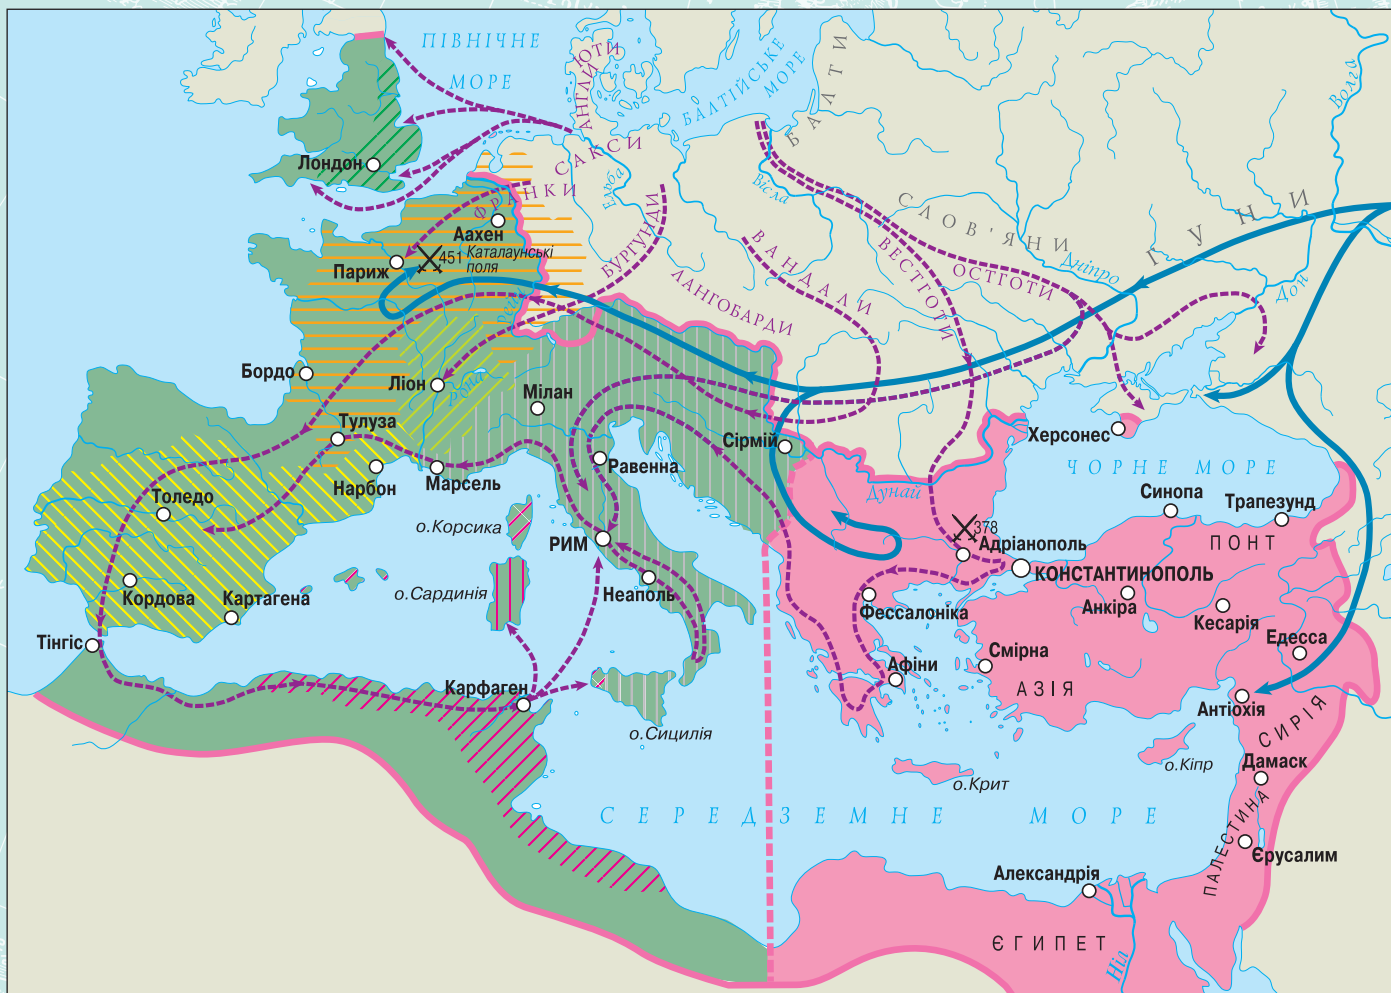 ПІВНІЧНЕ
МОРЕ
ЮТИ
АНГЛИ
САКСИ
ФРАНКИ
БАЛТІЙСЬКЕ
МОРЕ
БАЛТИ
Волга
Лондон
Ельба
Вісла
БУРГУНДИ
ВАНДАЛИ
ЛАНГОБАРДИ
ВЕСТГОТИ
ОСТГОТИ
СЛОВ'ЯНИ
ГУНИ
Дніпро
Дон
Аахен
Париж
451 Каталаунські
поля
Рейн
Бордо
Ліон
Рона
Мілан
Тулуза
Сірмій
Херсонес
Равенна
Нарбон
Марсель
ЧОРНЕ МОРЕ
Дунай
Толедо
о.Корсика
РИМ
378
Адріанополь
Синопа
Трапезунд
ПОНТ
КОНСТАНТИНОПОЛЬ
Кордова
Картагена
о.Сардинія
Неаполь
Фессалоніка
Анкіра
Кесарія
Едесса
Тінгіс
Афіни
Смірна
АЗІЯ
Карфаген
о.Сицилія
Антіохія
СИРІЯ
о.Крит
о.Кіпр
Дамаск
СЕРЕДЗЕМНЕ МОРЕ
ПАЛЕСТИНА
Єрусалим
Александрія
ЄГИПЕТ
Ніл